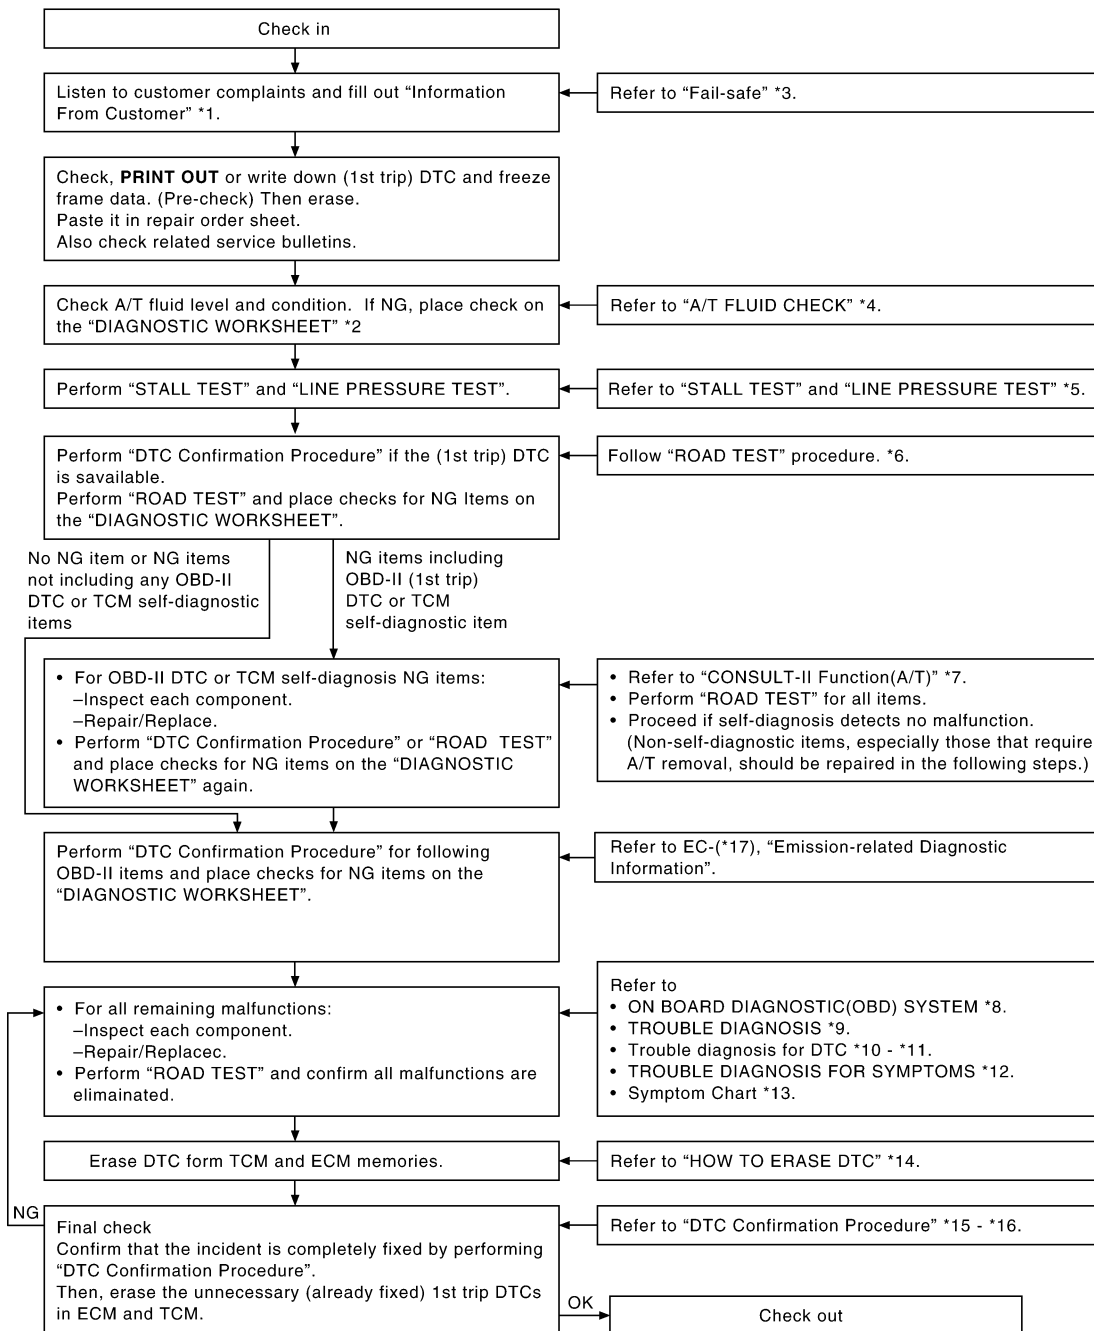 Check in
Listen to customer complaints and fill out “Information
From Customer” *1.
Refer to “Fail-safe” *3.
Check, PRINT OUT or write down (1st trip) DTC and freeze
frame data. (Pre-check) Then erase.
Paste it in repair order sheet.
Also check related service bulletins.
Check A/T fluid level and condition.  If NG, place check on
the “DIAGNOSTIC WORKSHEET” *2
Refer to “A/T FLUID CHECK” *4.
Perform “STALL TEST” and “LINE PRESSURE TEST”.
Refer to “STALL TEST” and “LINE PRESSURE TEST” *5.
Perform “DTC Confirmation Procedure” if the (1st trip) DTC
is savailable.
Perform “ROAD TEST” and place checks for NG Items on
the “DIAGNOSTIC WORKSHEET”.
Follow “ROAD TEST” procedure. *6.
No NG item or NG items
not including any OBD-II
DTC or TCM self-diagnostic
items
NG items including
OBD-II (1st trip)
DTC or TCM
self-diagnostic item
• For OBD-II DTC or TCM self-diagnosis NG items:
–Inspect each component.
–Repair/Replace.
• Perform “DTC Confirmation Procedure” or “ROAD  TEST”
and place checks for NG items on the “DIAGNOSTIC
WORKSHEET” again.
• Refer to “CONSULT-II Function(A/T)” *7.
• Perform “ROAD TEST” for all items.
• Proceed if self-diagnosis detects no malfunction.
(Non-self-diagnostic items, especially those that require
A/T removal, should be repaired in the following steps.)
Perform “DTC Confirmation Procedure” for following
OBD-II items and place checks for NG items on the
“DIAGNOSTIC WORKSHEET”.
Refer to EC-(*17), “Emission-related Diagnostic
Information”.
• For all remaining malfunctions:
–Inspect each component.
–Repair/Replacec.
• Perform “ROAD TEST” and confirm all malfunctions are
elimainated.
Refer to
• ON BOARD DIAGNOSTIC(OBD) SYSTEM *8.
• TROUBLE DIAGNOSIS *9.
• Trouble diagnosis for DTC *10 - *11.
• TROUBLE DIAGNOSIS FOR SYMPTOMS *12.
• Symptom Chart *13.
Erase DTC form TCM and ECM memories.
Refer to “HOW TO ERASE DTC” *14.
NG
Final check
Confirm that the incident is completely fixed by performing
“DTC Confirmation Procedure”.
Then, erase the unnecessary (already fixed) 1st trip DTCs
in ECM and TCM.
Refer to “DTC Confirmation Procedure” *15 - *16.
OK
Check out